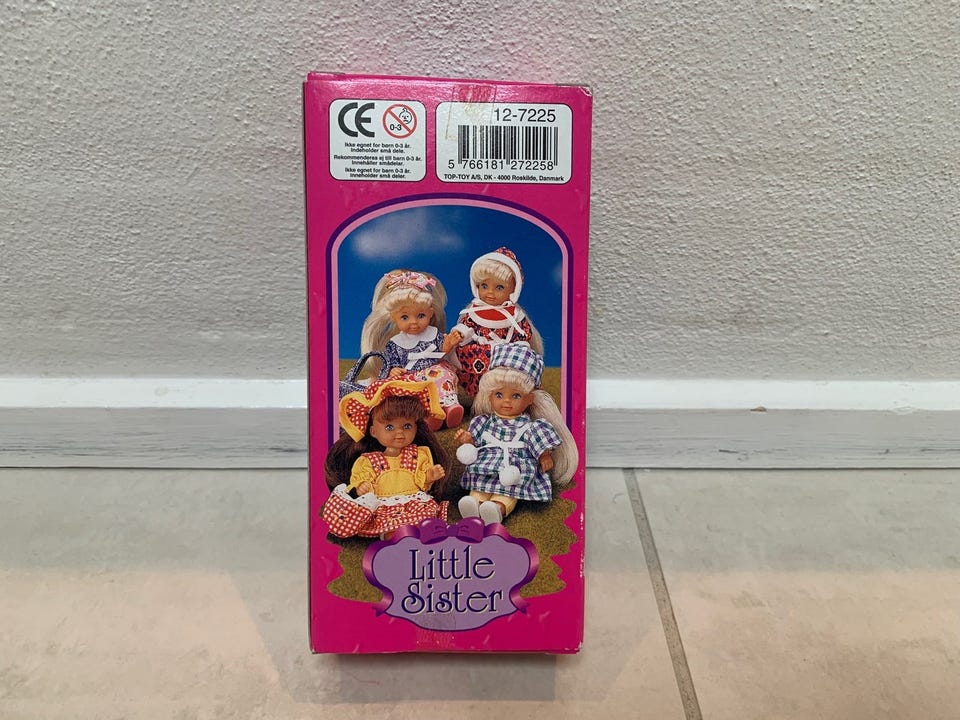 CE
0-3
Ikke egnet for børn 0-3 år.
Indeholder små dele.
Rekommenderas ej till barn 0-3 år.
Innehåller smådelar.
Ikke egnet for barn 0-3 år.
Inneholder små deler.
12-7225
5 766181 272258
TOP-TOY A/S, DK - 4000 Roskilde, Danmark
Little
Sister